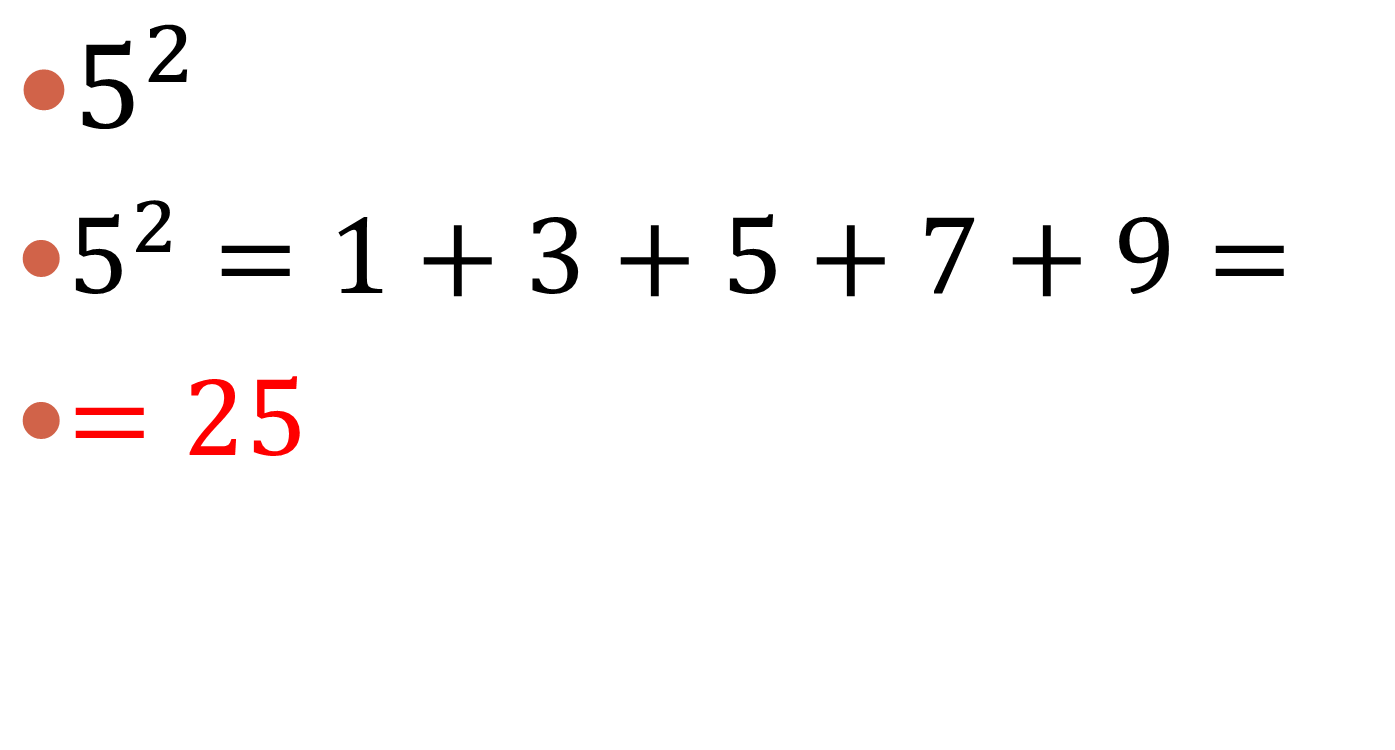 • 5²
• 5² = 1 + 3 + 5 + 7 + 9 =
• = 25